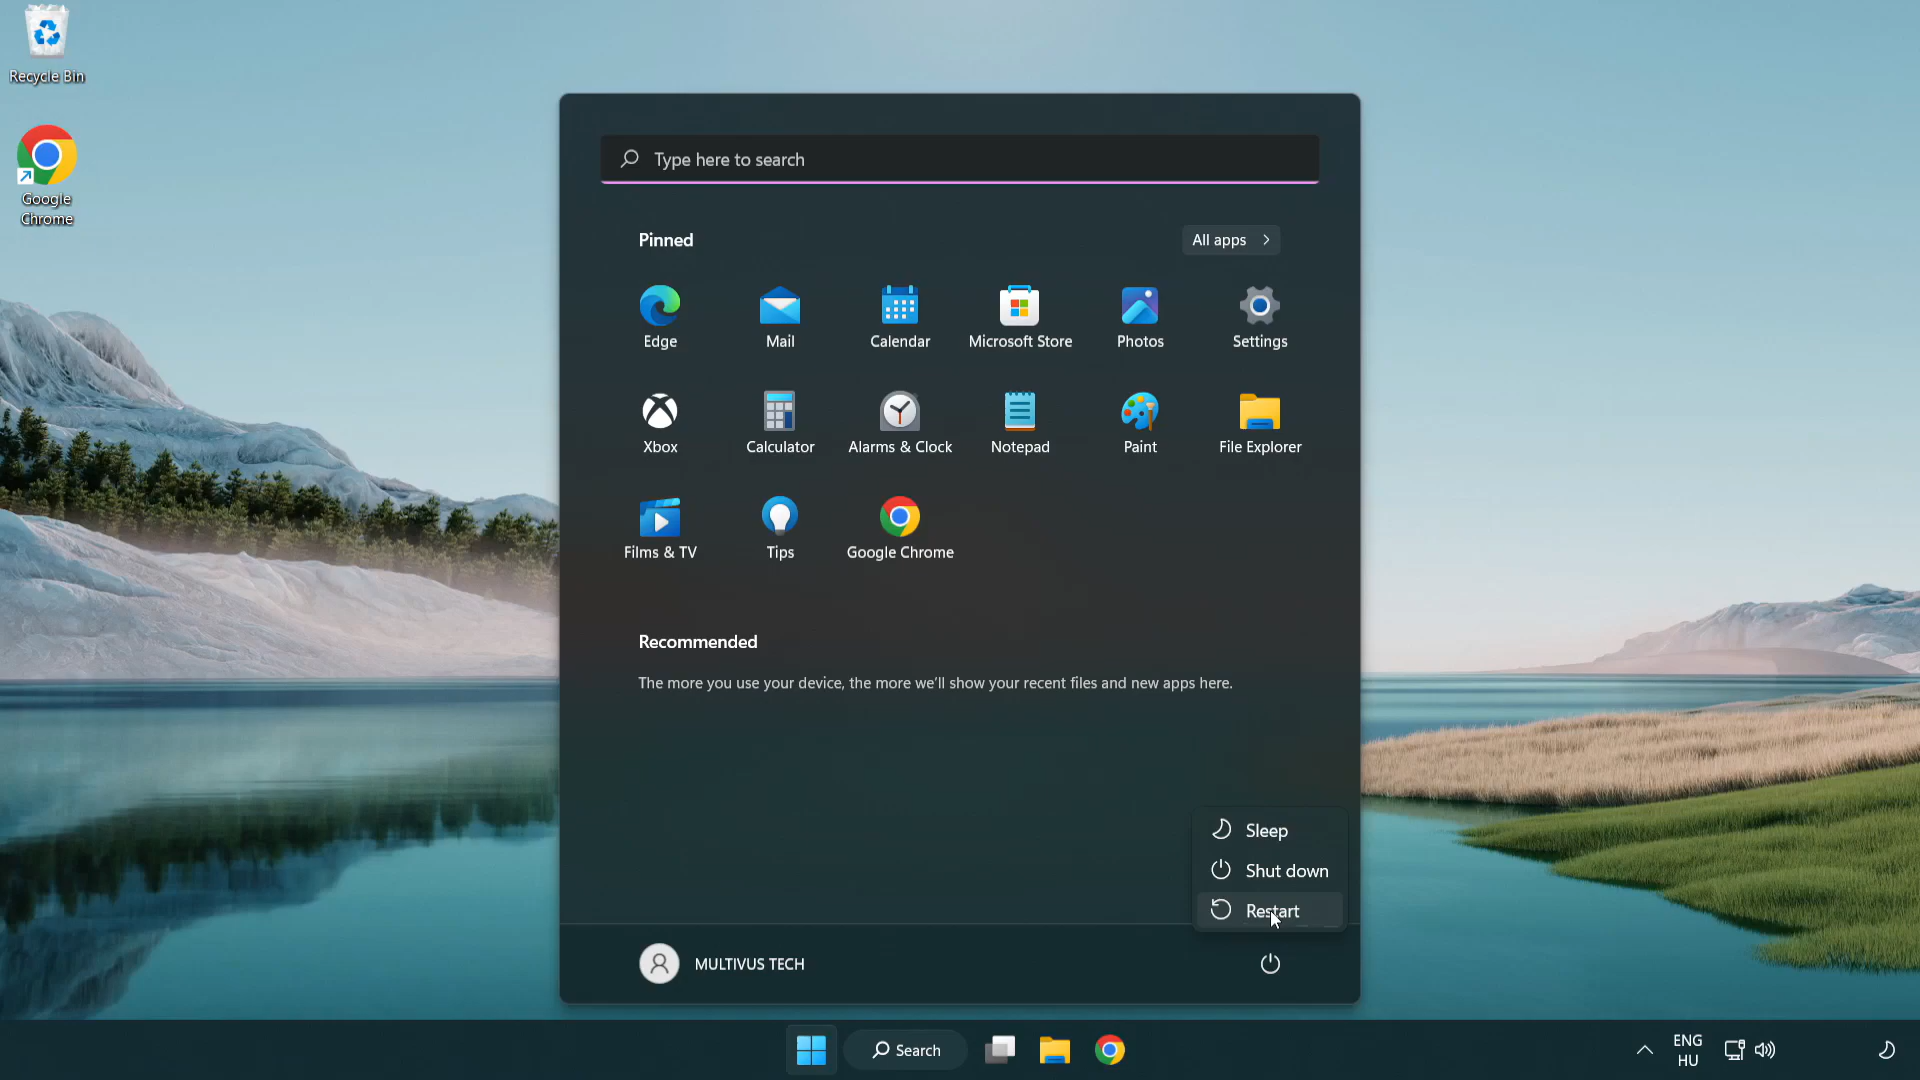 Recycle Bin
Google
Chrome
Type here to search
Pinned
All apps
Edge
Mail
Calendar
Microsoft Store
Photos
Settings
Xbox
Calculator
Alarms & Clock
Notepad
Paint
File Explorer
Films & TV
Tips
Google Chrome
Recommended
The more you use your device, the more we'll show your recent files and new apps here.
Sleep
Shut down
Restart
MULTIVUS TECH
Search
ENG
HU